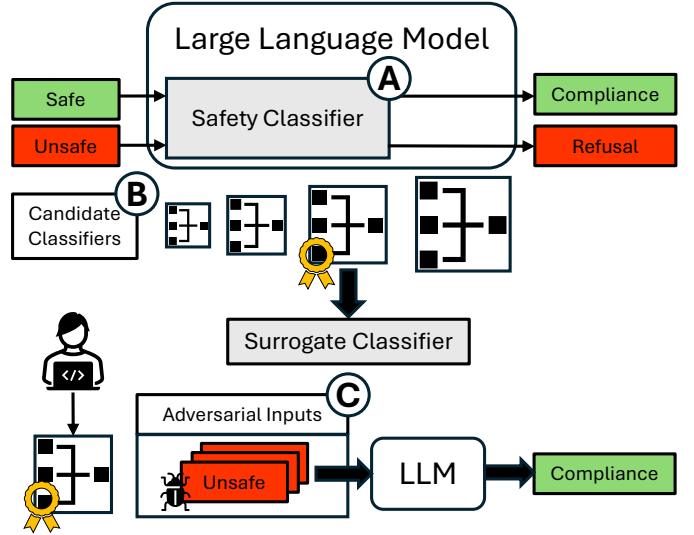 Large Language Model
A
Safe
Safety Classifier
Compliance
Unsafe
Refusal
B
Candidate
Classifiers
Surrogate Classifier
</>
C
Adversarial Inputs
Unsafe
LLM
Compliance